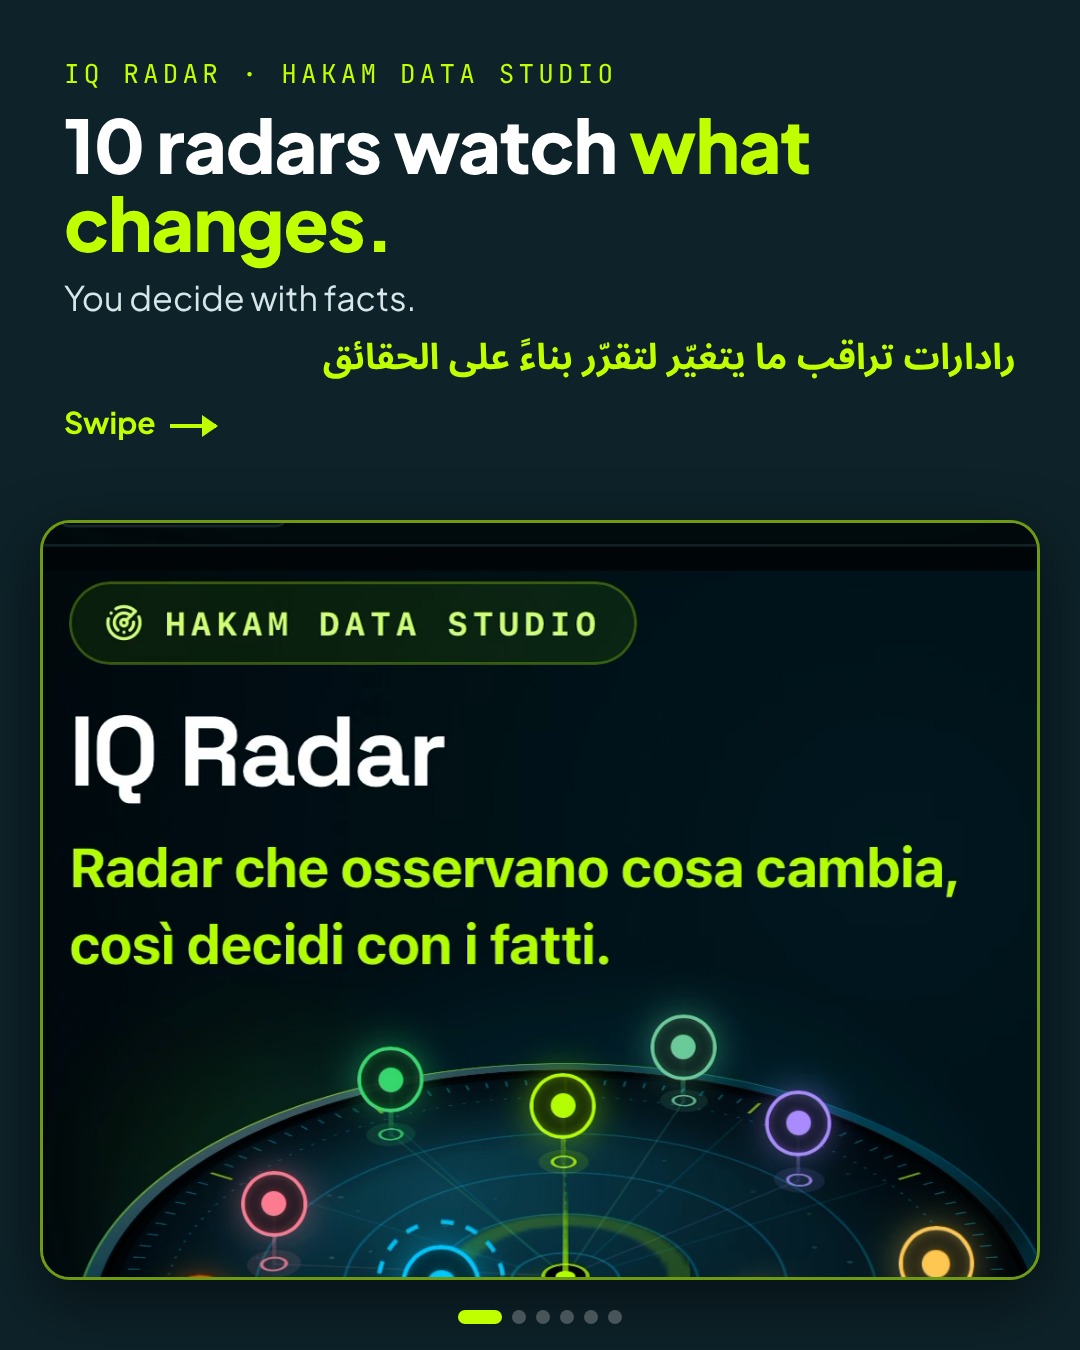 IQ RADAR · HAKAM DATA STUDIO
10 radars watch what
changes.
You decide with facts.
رادارات تراقب ما يتغيّر لتقرّر بناءً على الحقائق
Swipe →
HAKAM DATA STUDIO
IQ Radar
Radar che osservano cosa cambia,
così decidi con i fatti.